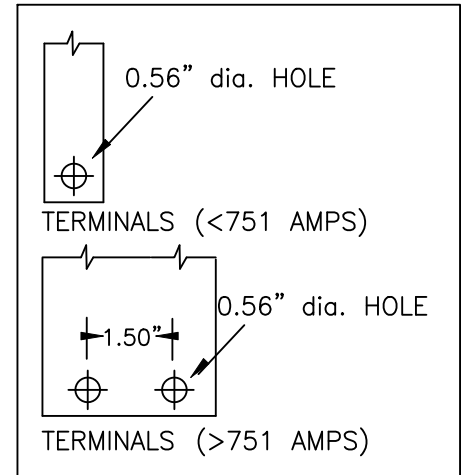 0.56" dia. HOLE
TERMINALS (<751 AMPS)
0.56" dia. HOLE
1.50"
TERMINALS (>751 AMPS)